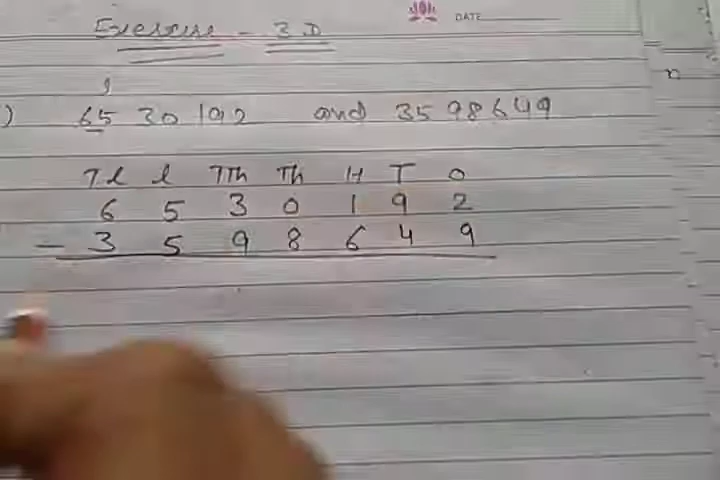 DATE
Exercise - 3 D
) 65 30 192 and 35 98 649
TL L TTh Th H T O
6 5 3 0 1 9 2
- 3 5 9 8 6 4 9
n